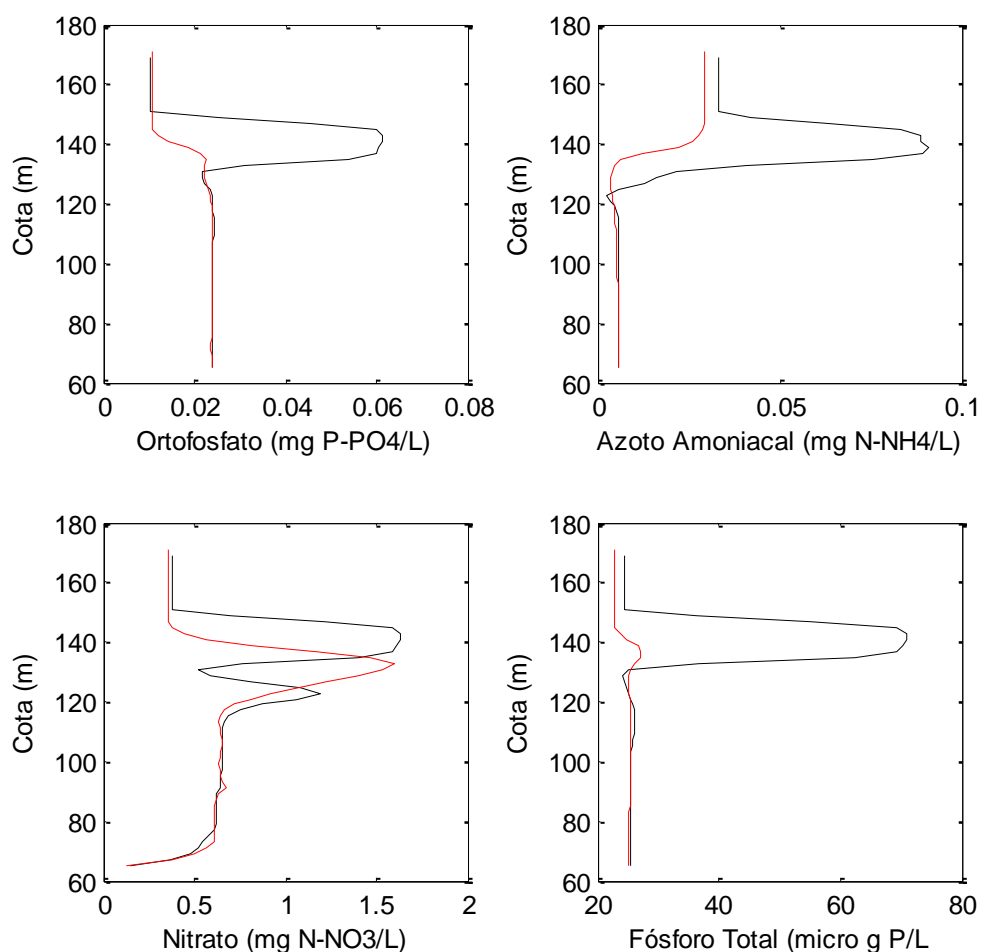 180
160
140
120
100
80
60
Cota (m)
0 0.02 0.04 0.06 0.08
Ortofosfato (mg P-PO4/L)
180
160
140
120
100
80
60
Cota (m)
0 0.05 0.1
Azoto Amoniacal (mg N-NH4/L)
180
160
140
120
100
80
60
Cota (m)
0 0.5 1 1.5 2
Nitrato (mg N-NO3/L)
180
160
140
120
100
80
60
Cota (m)
20 40 60 80
Fósforo Total (micro g P/L